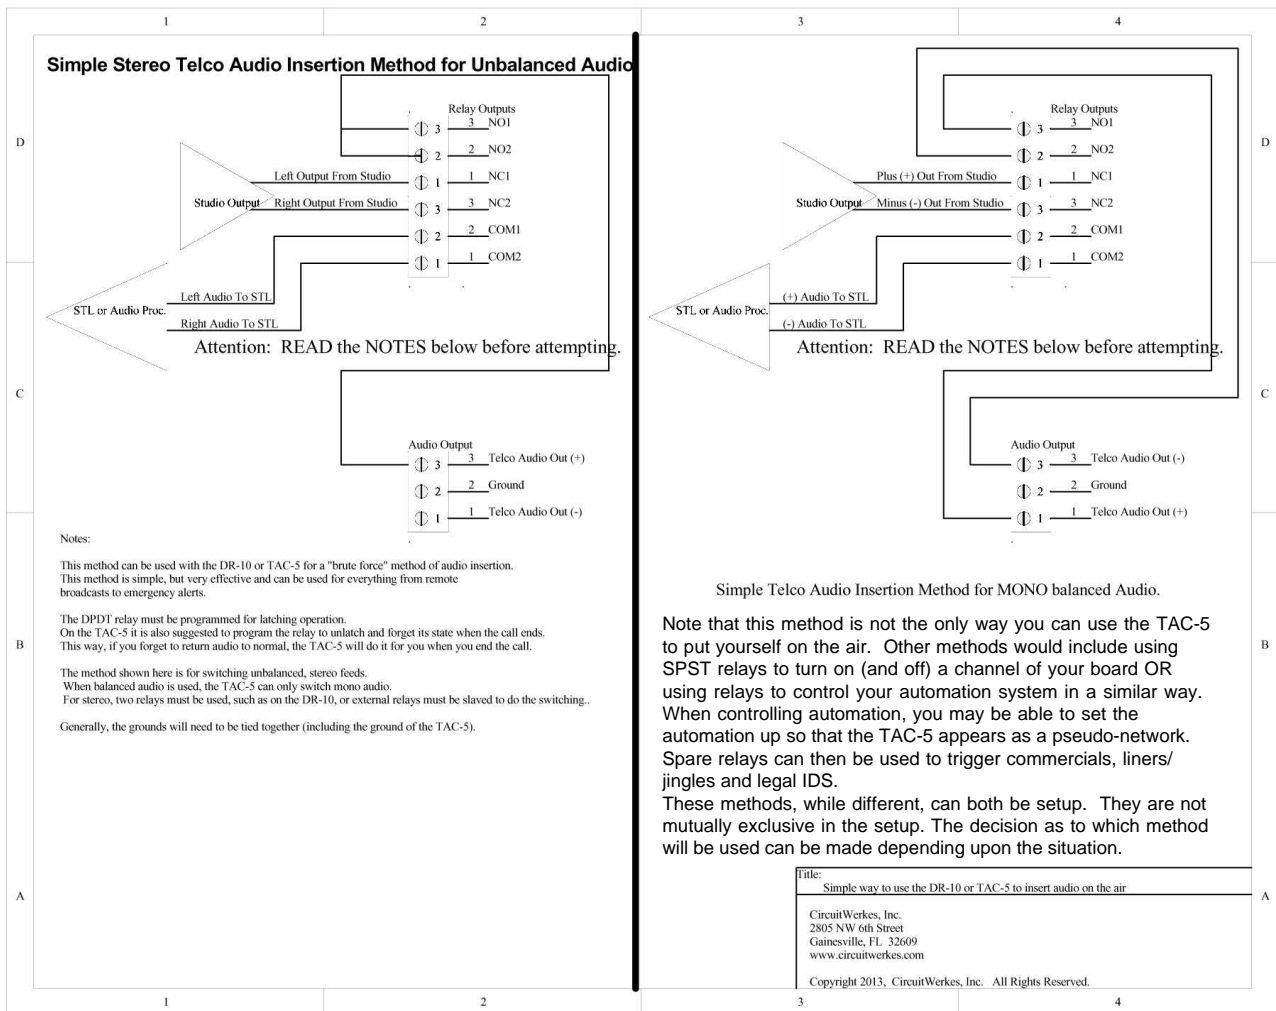 1 2 3 4
Simple Stereo Telco Audio Insertion Method for Unbalanced Audio
D
Relay Outputs
3 3 NO1
2 2 NO2
Left Output From Studio 1 1 NC1
Studio Output Right Output From Studio 3 3 NC2
2 2 COM1
1 1 COM2
Left Audio To STL
STL or Audio Proc.
Right Audio To STL
Attention: READ the NOTES below before attempting.
C
Audio Output
3 3 Telco Audio Out (+)
2 2 Ground
1 1 Telco Audio Out (-)
Notes:
This method can be used with the DR-10 or TAC-5 for a "brute force" method of audio insertion.
This method is simple, but very effective and can be used for everything from remote
broadcasts to emergency alerts.
The DPDT relay must be programmed for latching operation.
On the TAC-5 it is also suggested to program the relay to unlatch and forget its state when the call ends.
B
This way, if you forget to return audio to normal, the TAC-5 will do it for you when you end the call.
The method shown here is for switching unbalanced, stereo feeds.
When balanced audio is used, the TAC-5 can only switch mono audio.
For stereo, two relays must be used, such as on the DR-10, or external relays must be slaved to do the switching..
Generally, the grounds will need to be tied together (including the ground of the TAC-5).
A
Relay Outputs
3 3 NO1
D
2 2 NO2
Plus (+) Out From Studio 1 1 NC1
Studio Output Minus (-) Out From Studio 3 3 NC2
2 2 COM1
1 1 COM2
(+) Audio To STL
STL or Audio Proc.
(-) Audio To STL
Attention: READ the NOTES below before attempting.
C
Audio Output
3 3 Telco Audio Out (-)
2 2 Ground
1 1 Telco Audio Out (+)
Simple Telco Audio Insertion Method for MONO balanced Audio.
Note that this method is not the only way you can use the TAC-5
to put yourself on the air. Other methods would include using
B
SPST relays to turn on (and off) a channel of your board OR
using relays to control your automation system in a similar way.
When controlling automation, you may be able to set the
automation up so that the TAC-5 appears as a pseudo-network.
Spare relays can then be used to trigger commercials, liners/
jingles and legal IDS.
These methods, while different, can both be setup. They are not
mutually exclusive in the setup. The decision as to which method
will be used can be made depending upon the situation.
Title:
Simple way to use the DR-10 or TAC-5 to insert audio on the air
A
CircuitWerkes, Inc.
2805 NW 6th Street
Gainesville, FL 32609
www.circuitwerkes.com
Copyright 2013, CircuitWerkes, Inc. All Rights Reserved.
1 2 3 4